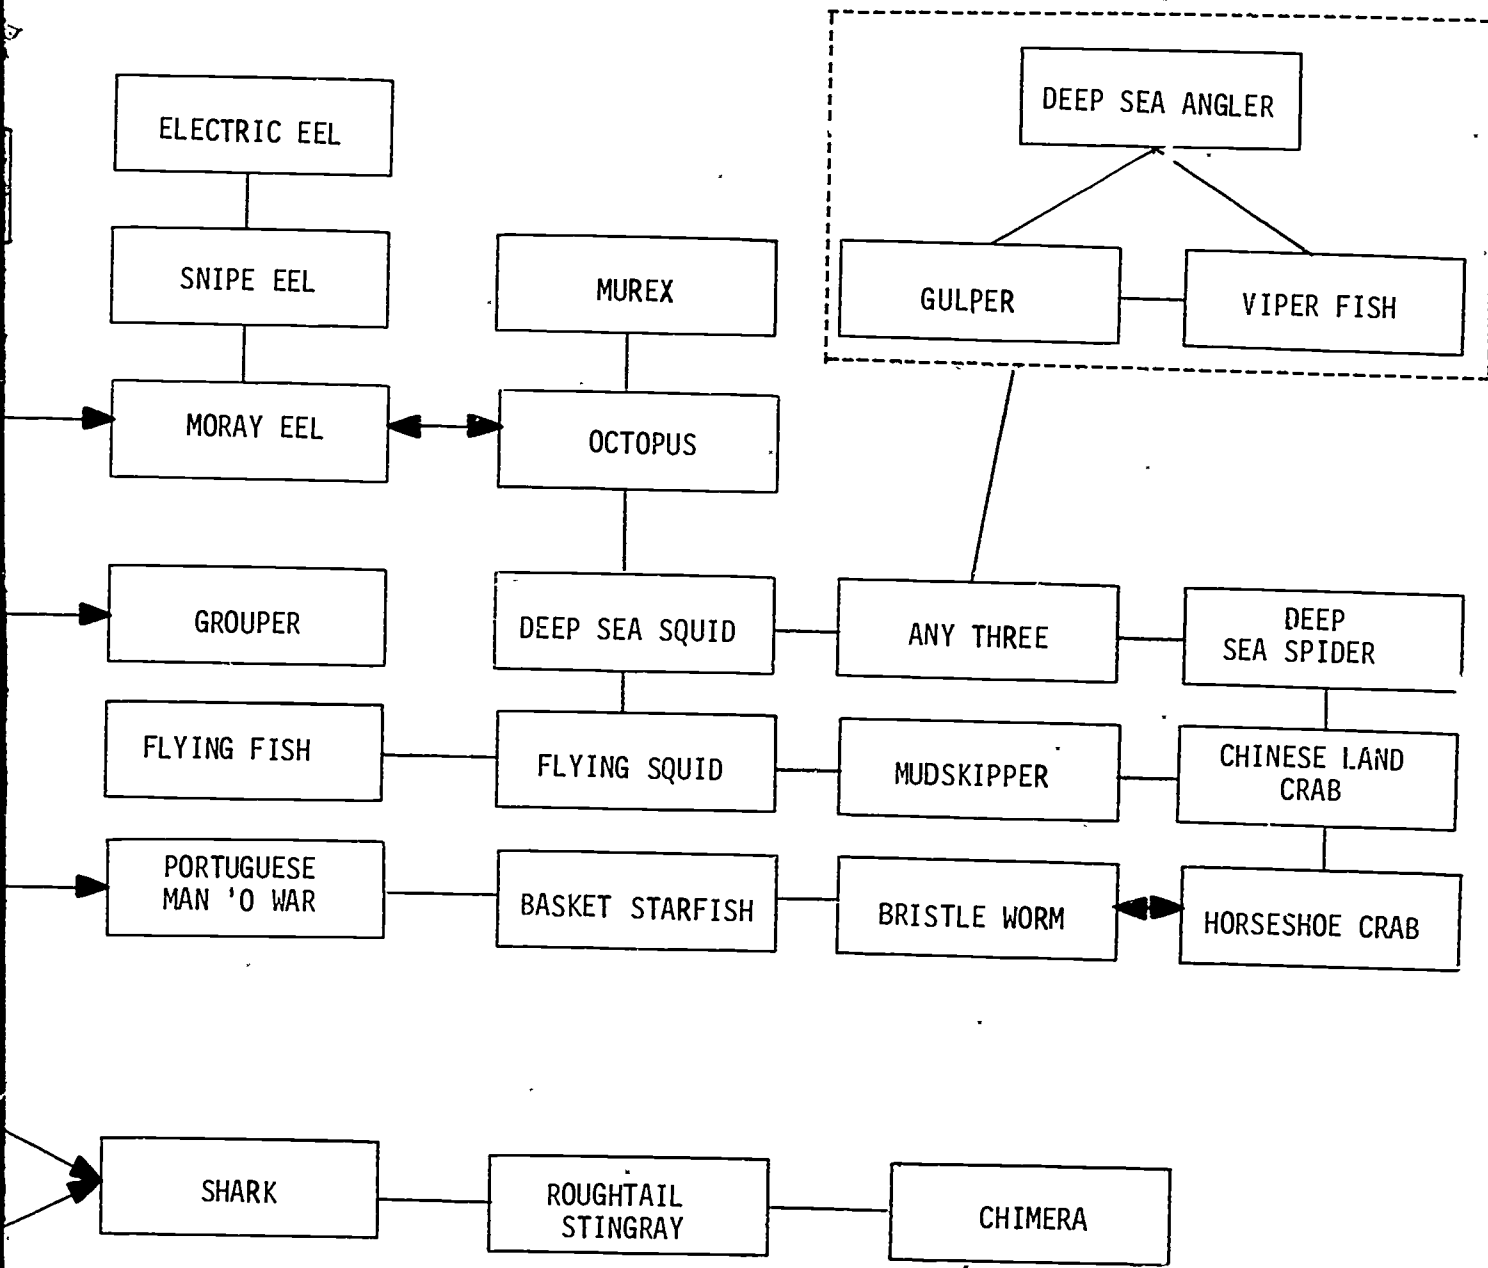 DEEP SEA ANGLER
ELECTRIC EEL
SNIPE EEL
MUREX
GULPER
VIPER FISH
MORAY EEL
OCTOPUS
GROUPER
DEEP SEA SQUID
ANY THREE
DEEP
SEA SPIDER
FLYING FISH
FLYING SQUID
MUDSKIPPER
CHINESE LAND
CRAB
PORTUGUESE
MAN 'O WAR
BASKET STARFISH
BRISTLE WORM
HORSESHOE CRAB
SHARK
ROUGHTAIL
STINGRAY
CHIMERA